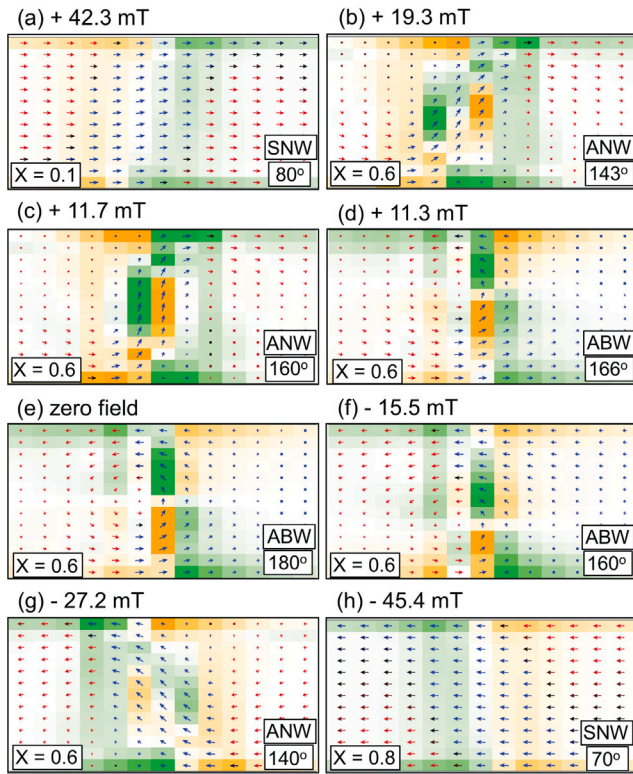 (a) + 42.3 mT
X = 0.1
SNW
80°
(b) + 19.3 mT
X = 0.6
ANW
143°
(c) + 11.7 mT
X = 0.6
ANW
160°
(d) + 11.3 mT
X = 0.6
ABW
166°
(e) zero field
X = 0.6
ABW
180°
(f) - 15.5 mT
X = 0.6
ABW
160°
(g) - 27.2 mT
X = 0.6
ANW
140°
(h) - 45.4 mT
X = 0.8
SNW
70°